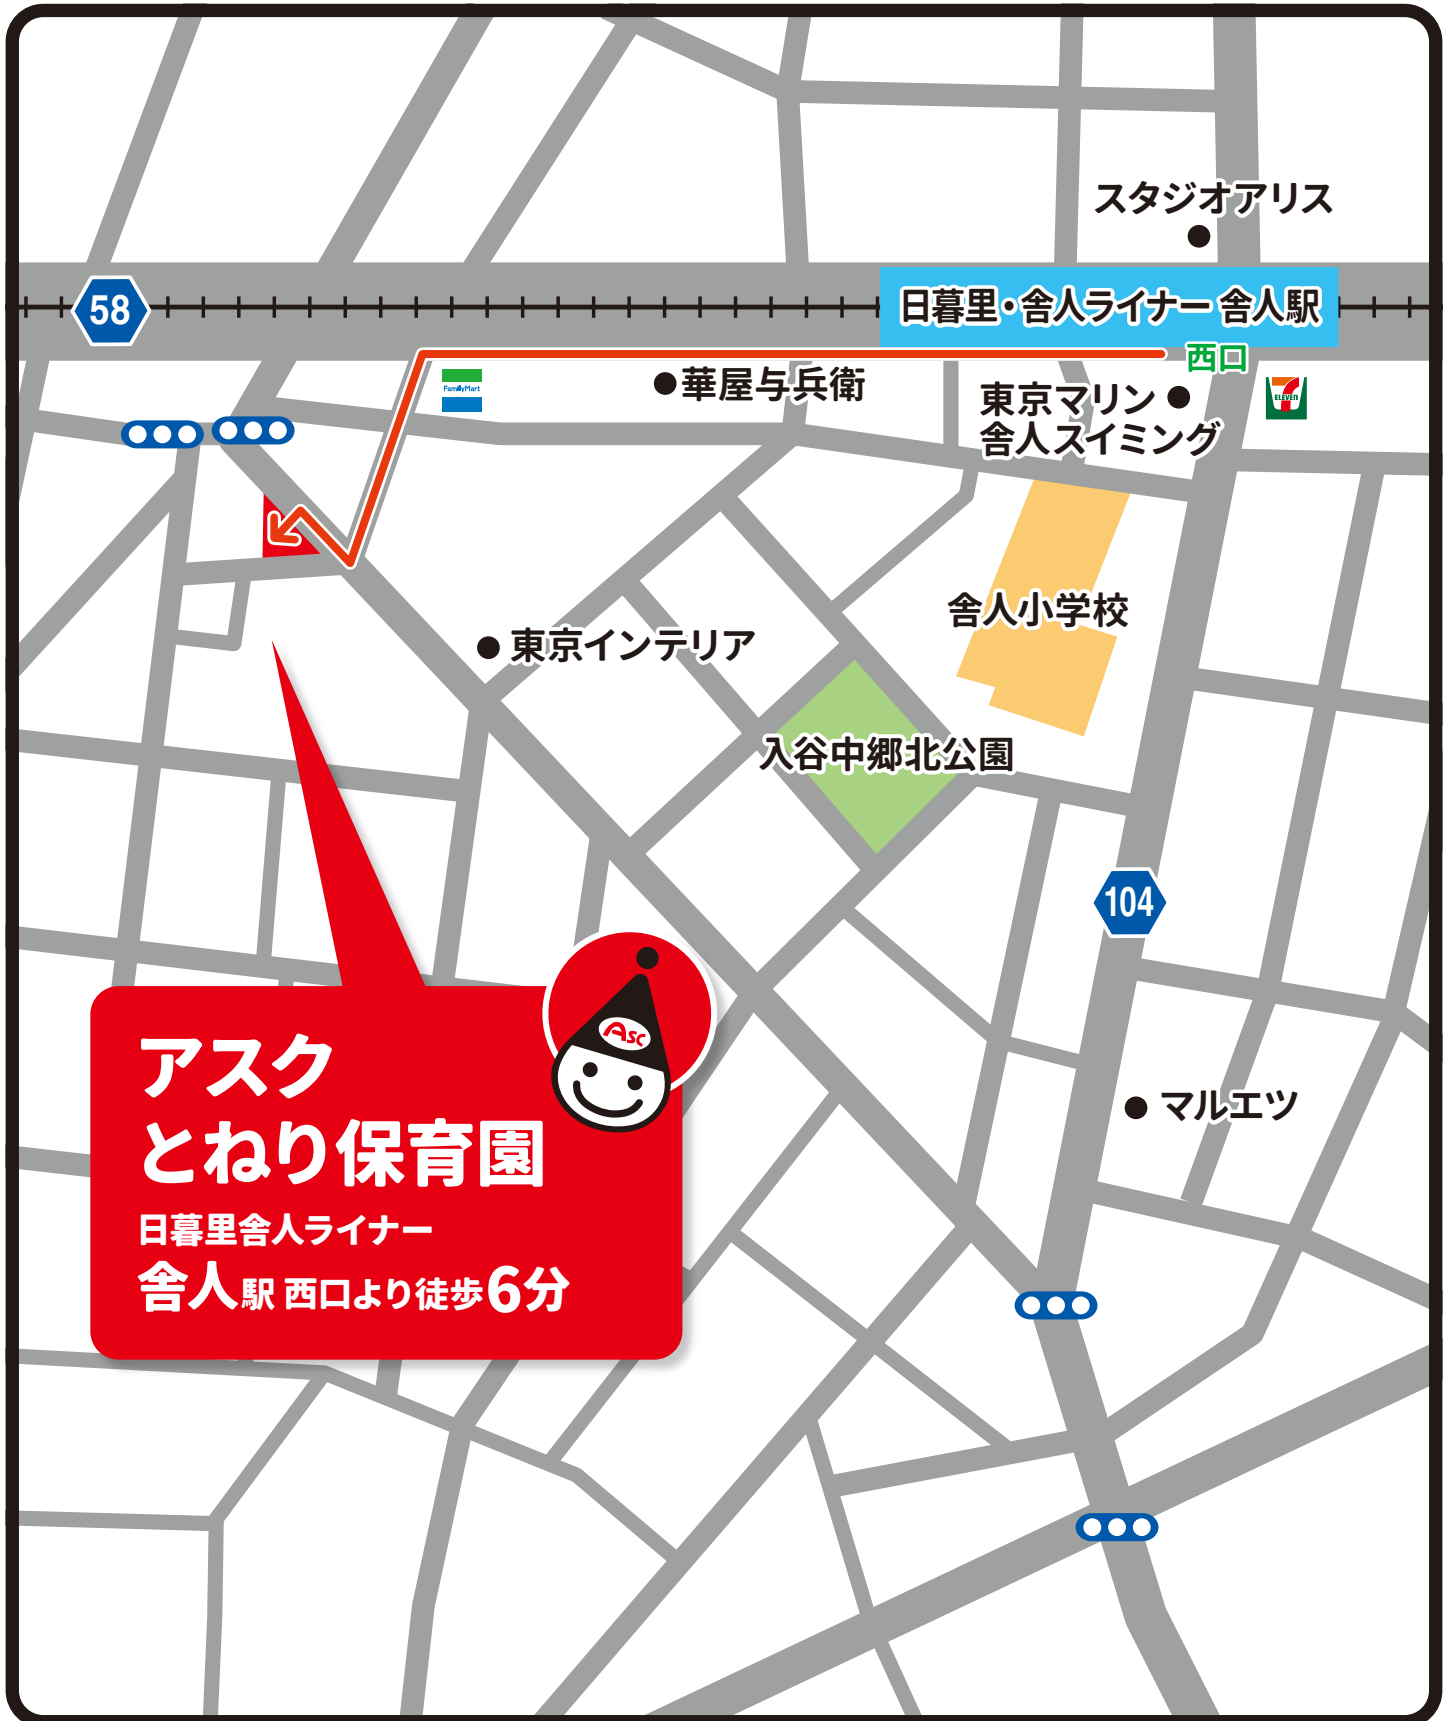 スタジオアリス
58
日暮里・舎人ライナー 舎人駅
西口
FamilyMart
華屋与兵衛
東京マリン
舎人スイミング
7
ELEVEn
舎人小学校
東京インテリア
入谷中郷北公園
104
ASC
アスク
とねり保育園
日暮里舎人ライナー
舎人駅 西口より徒歩6分
マルエツ